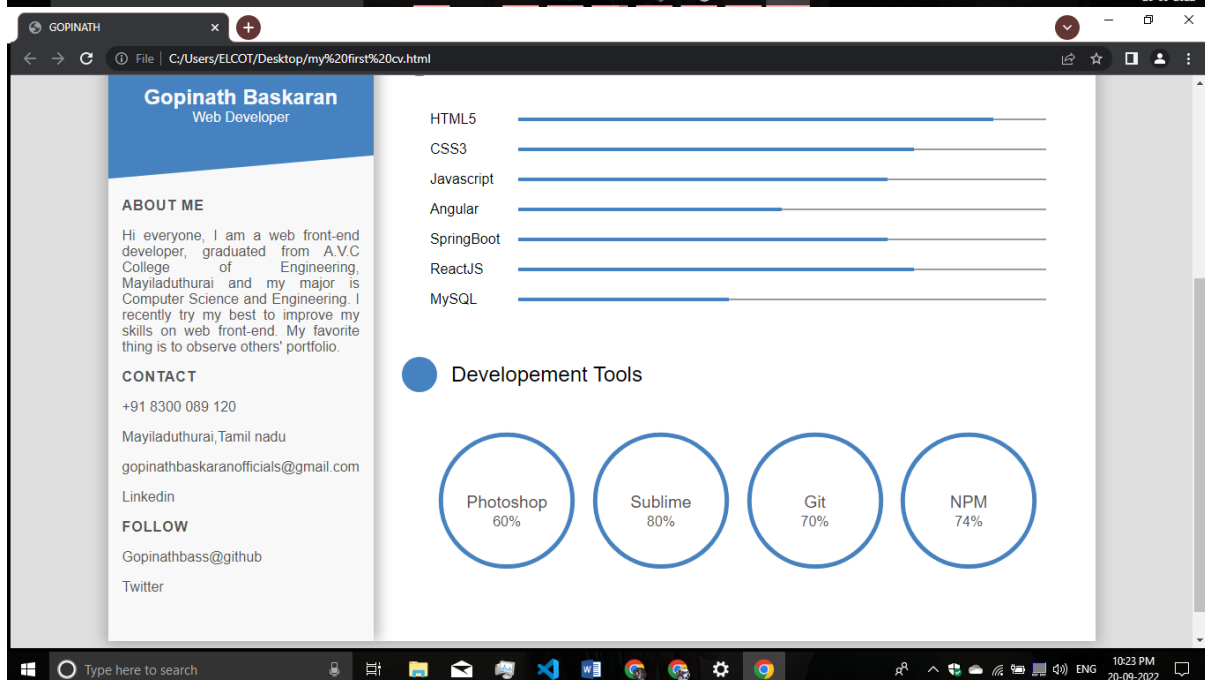 GOPINATH
File | C:/Users/ELCOT/Desktop/my%20first%20cv.html
Gopinath Baskaran
Web Developer
ABOUT ME
Hi everyone, I am a web front-end
developer, graduated from A.V.C
College of Engineering,
Mayiladuthurai and my major is
Computer Science and Engineering. I
recently try my best to improve my
skills on web front-end. My favorite
thing is to observe others' portfolio.
CONTACT
+91 8300 089 120
Mayiladuthurai,Tamil nadu
gopinathbaskaranofficials@gmail.com
Linkedin
FOLLOW
Gopinathbass@github
Twitter
HTML5
CSS3
Javascript
Angular
SpringBoot
ReactJS
MySQL
Developement Tools
Photoshop
60%
Sublime
80%
Git
70%
NPM
74%
Type here to search
ENG
10:23 PM
20-09-2022